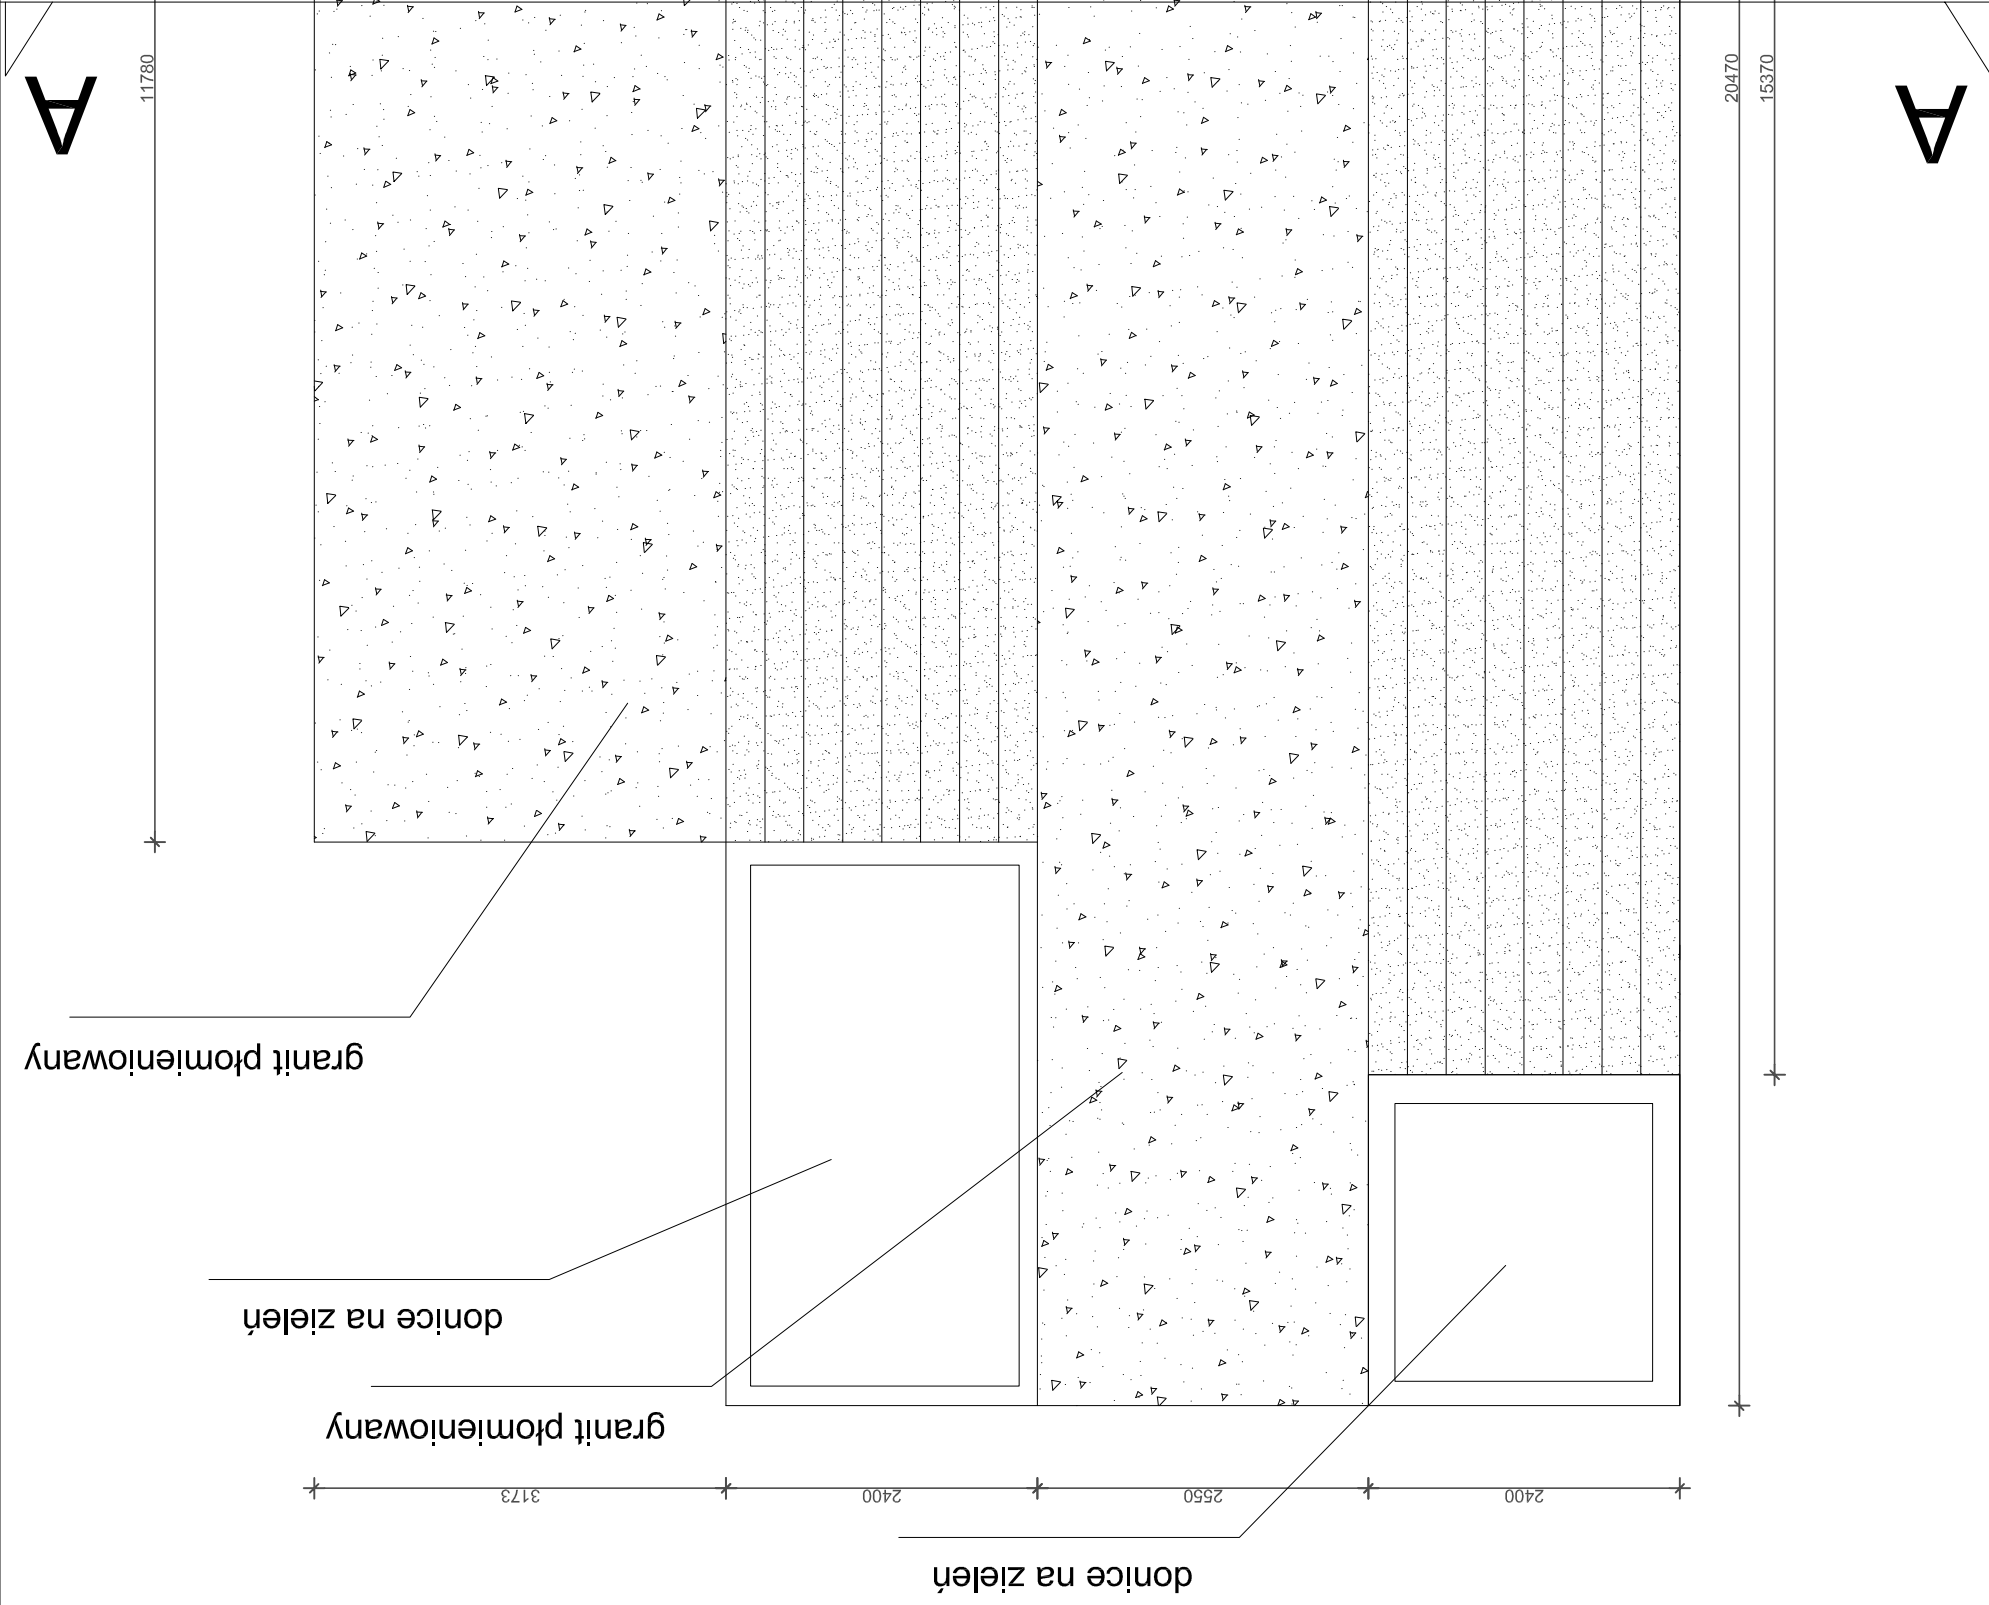 A
11780
20470
15370
A
granit płomieniowany
donice na zieleń
granit płomieniowany
3173
2400
2550
2400
donice na zieleń